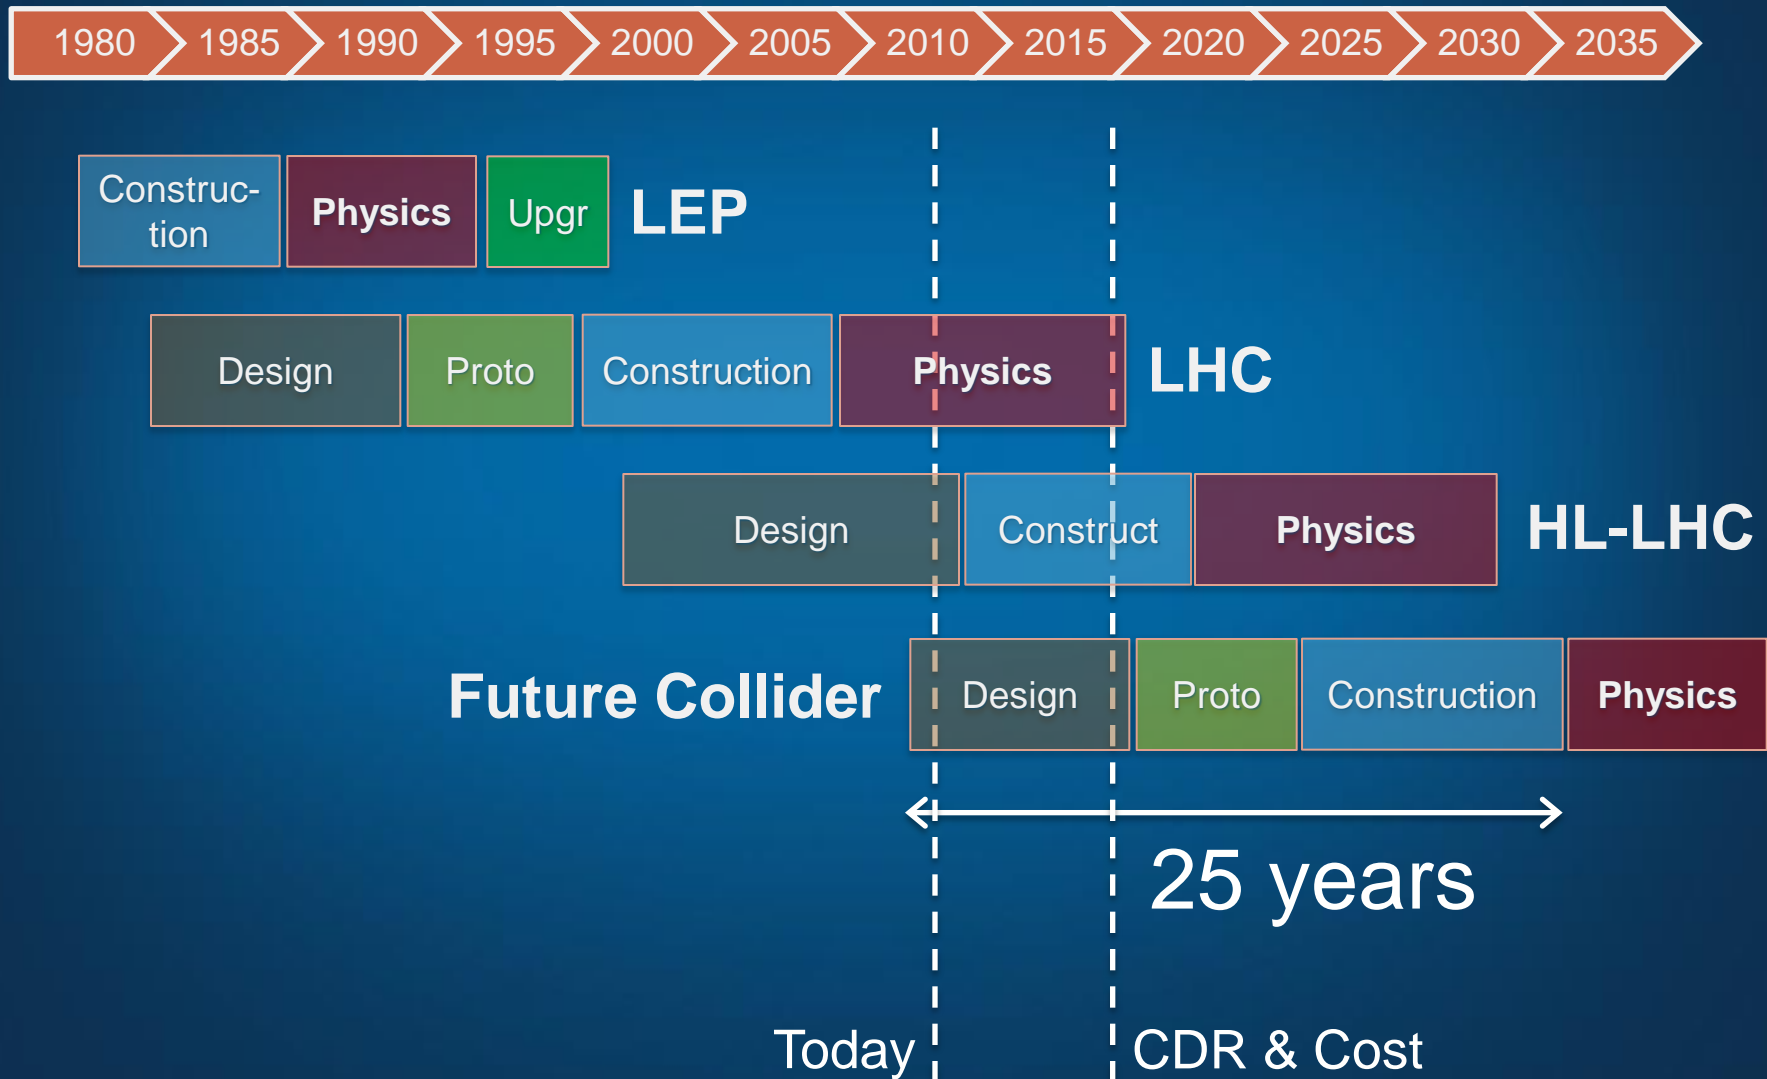 1980 1985 1990 1995 2000 2005 2010 2015 2020 2025 2030 2035
Construc-
tion
Physics
Upgr
LEP
Design
Proto
Construction
Physics
LHC
Design
Construct
Physics
HL-LHC
Future Collider
Design
Proto
Construction
Physics
25 years
Today
CDR & Cost